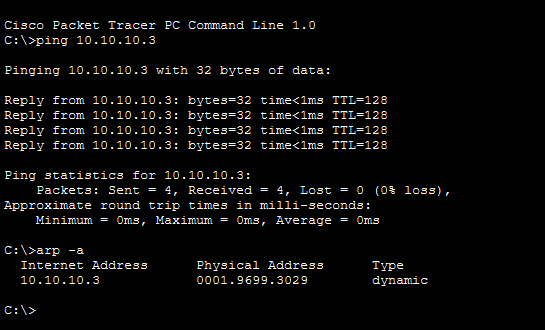 Cisco Packet Tracer PC Command Line 1.0
C:\>ping 10.10.10.3
Pinging 10.10.10.3 with 32 bytes of data:
Reply from 10.10.10.3: bytes=32 time<1ms TTL=128
Reply from 10.10.10.3: bytes=32 time<1ms TTL=128
Reply from 10.10.10.3: bytes=32 time<1ms TTL=128
Reply from 10.10.10.3: bytes=32 time<1ms TTL=128
Ping statistics for 10.10.10.3:
    Packets: Sent = 4, Received = 4, Lost = 0 (0% loss),
Approximate round trip times in milli-seconds:
    Minimum = 0ms, Maximum = 0ms, Average = 0ms
C:\>arp -a
  Internet Address      Physical Address      Type
  10.10.10.3            0001.9699.3029        dynamic
C:\>